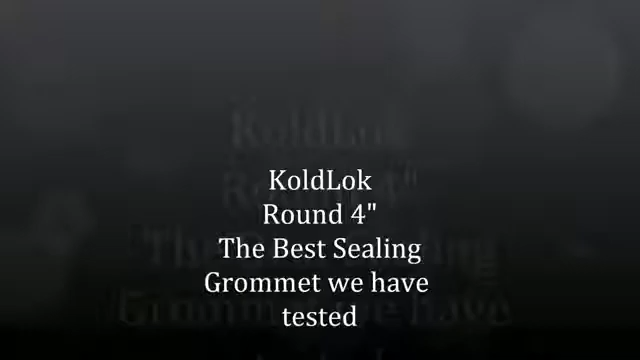 KoldLok
Round 4"
The Best Sealing
Grommet we have
tested